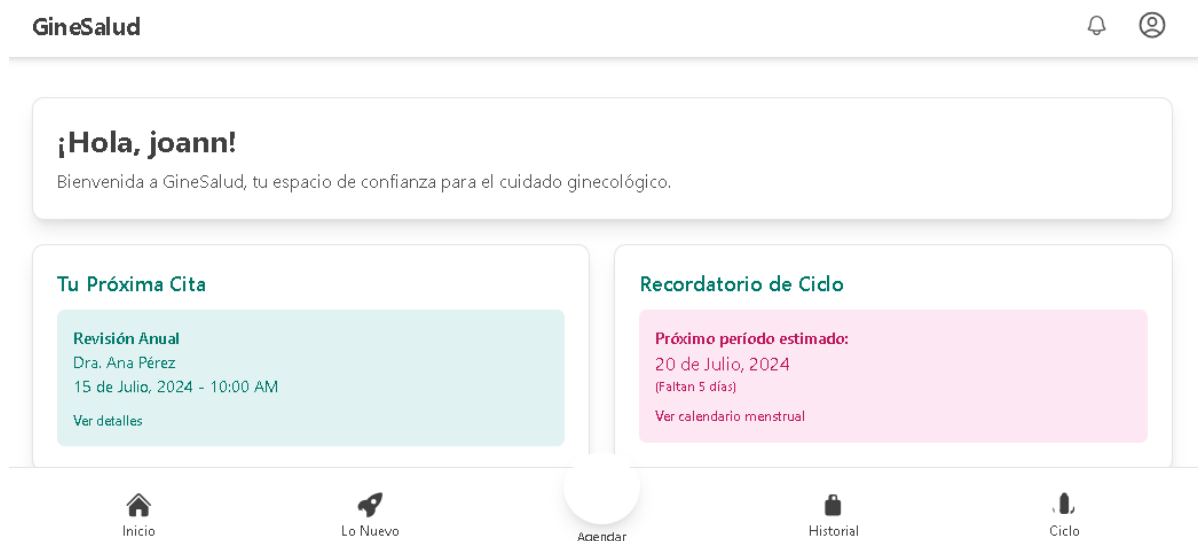 GineSalud
¡Hola, joann!
Bienvenida a GineSalud, tu espacio de confianza para el cuidado ginecológico.
Tu Próxima Cita
Revisión Anual
Dra. Ana Pérez
15 de Julio, 2024 - 10:00 AM
Ver detalles
Recordatorio de Ciclo
Próximo período estimado:
20 de Julio, 2024
(Faltan 5 días)
Ver calendario menstrual
Inicio
Lo Nuevo
Agendar
Historial
Ciclo